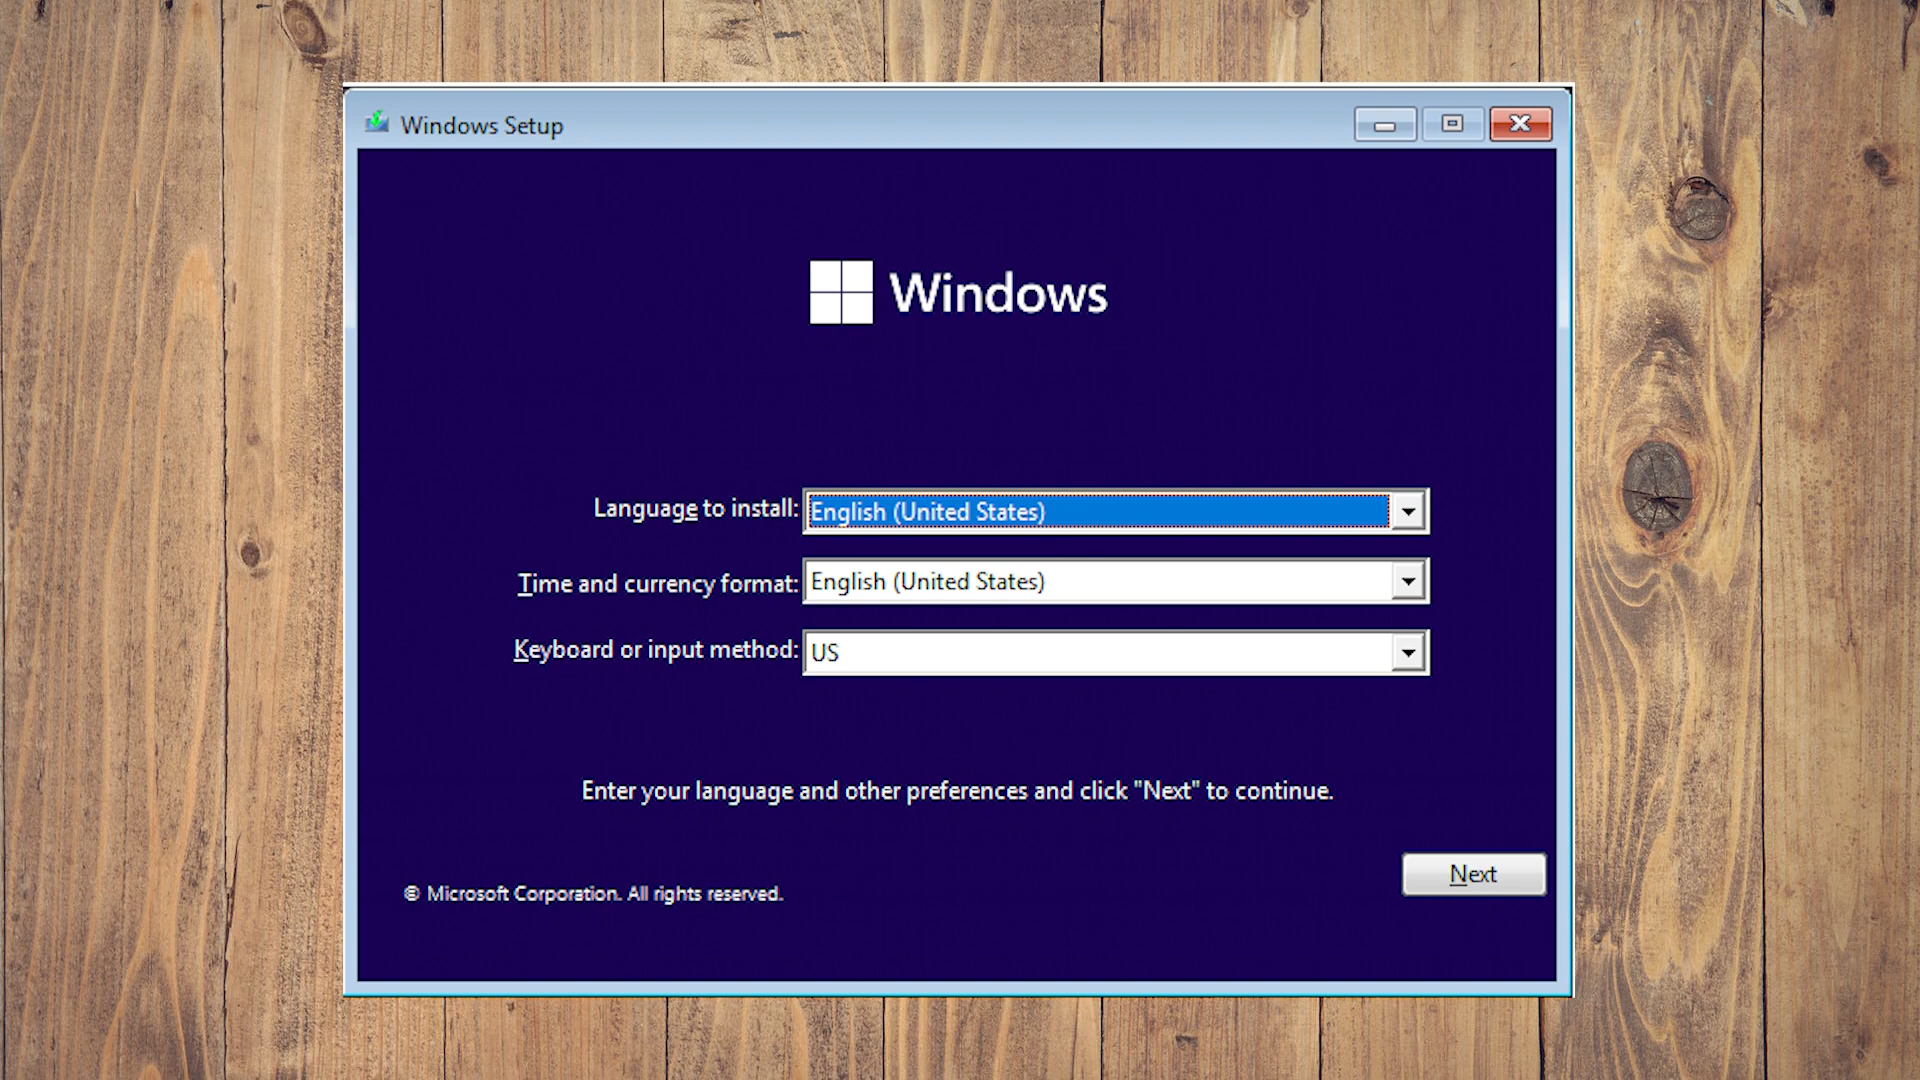 Windows Setup
Windows
Language to install: English (United States)
Time and currency format: English (United States)
Keyboard or input method: US
Enter your language and other preferences and click "Next" to continue.
Next
© Microsoft Corporation. All rights reserved.